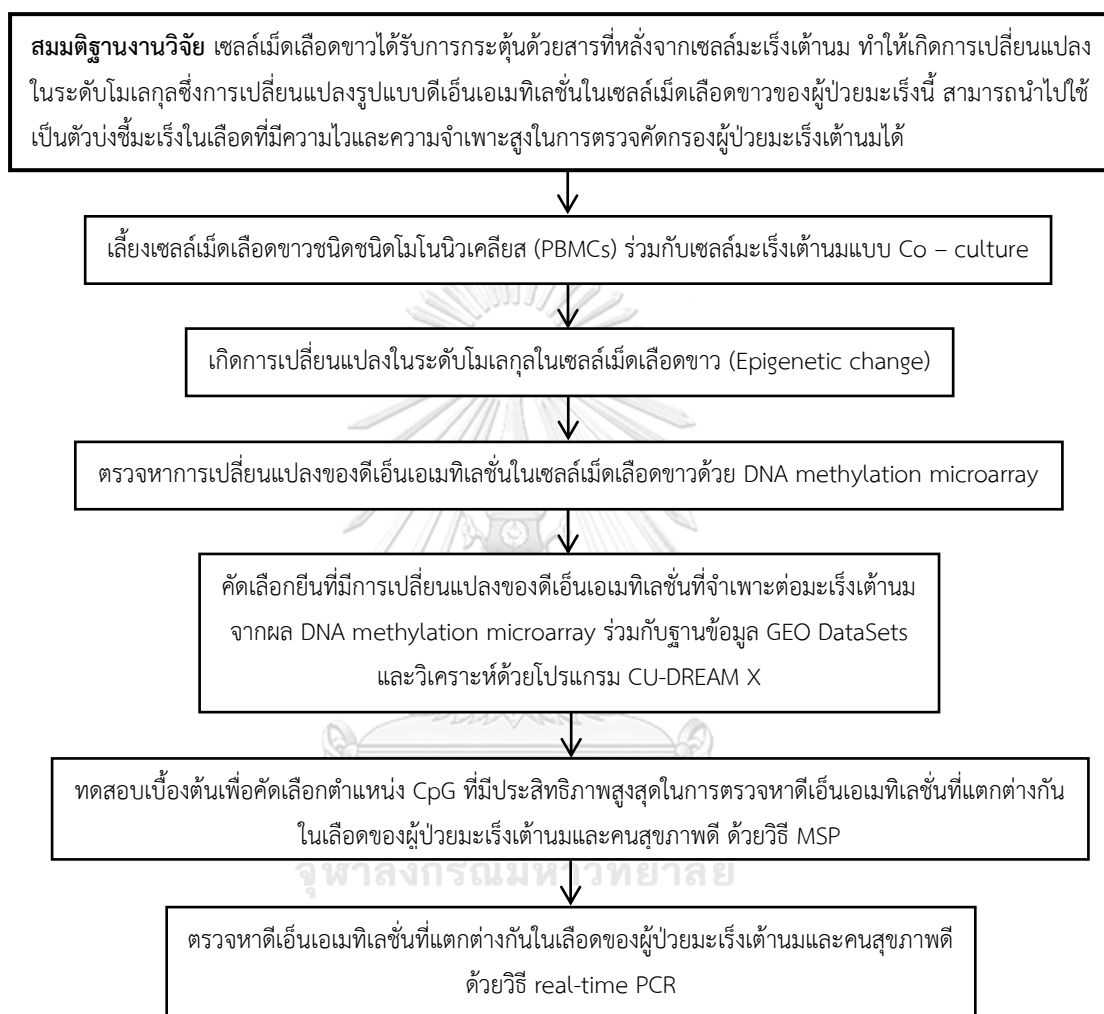 สมมติฐานงานวิจัย เซลล์เม็ดเลือดขาวได้รับการกระตุ้นด้วยสารที่หลั่งจากเซลล์มะเร็งเต้านม ทำให้เกิดการเปลี่ยนแปลง
ในระดับโมเลกุลซึ่งการเปลี่ยนแปลงรูปแบบดีเอ็นเอเมทิเลชั่นในเซลล์เม็ดเลือดขาวของผู้ป่วยมะเร็งนี้ สามารถนำไปใช้
เป็นตัวบ่งชี้มะเร็งในเลือดที่มีความไวและความจำเพาะสูงในการตรวจคัดกรองผู้ป่วยมะเร็งเต้านมได้
เลี้ยงเซลล์เม็ดเลือดขาวชนิดชนิดโมโนนิวเคลียส (PBMCs) ร่วมกับเซลล์มะเร็งเต้านมแบบ Co – culture
เกิดการเปลี่ยนแปลงในระดับโมเลกุลในเซลล์เม็ดเลือดขาว (Epigenetic change)
ตรวจหาการเปลี่ยนแปลงของดีเอ็นเอเมทิเลชั่นในเซลล์เม็ดเลือดขาวด้วย DNA methylation microarray
คัดเลือกยีนที่มีการเปลี่ยนแปลงของดีเอ็นเอเมทิเลชั่นที่จำเพาะต่อมะเร็งเต้านม
จากผล DNA methylation microarray ร่วมกับฐานข้อมูล GEO DataSets
และวิเคราะห์ด้วยโปรแกรม CU-DREAM X
ทดสอบเบื้องต้นเพื่อคัดเลือกตำแหน่ง CpG ที่มีประสิทธิภาพสูงสุดในการตรวจหาดีเอ็นเอเมทิเลชั่นที่แตกต่างกัน
ในเลือดของผู้ป่วยมะเร็งเต้านมและคนสุขภาพดี ด้วยวิธี MSP
จุฬาลงกรณ์มหาวิทยาลัย
ตรวจหาดีเอ็นเอเมทิเลชั่นที่แตกต่างกันในเลือดของผู้ป่วยมะเร็งเต้านมและคนสุขภาพดี
ด้วยวิธี real-time PCR